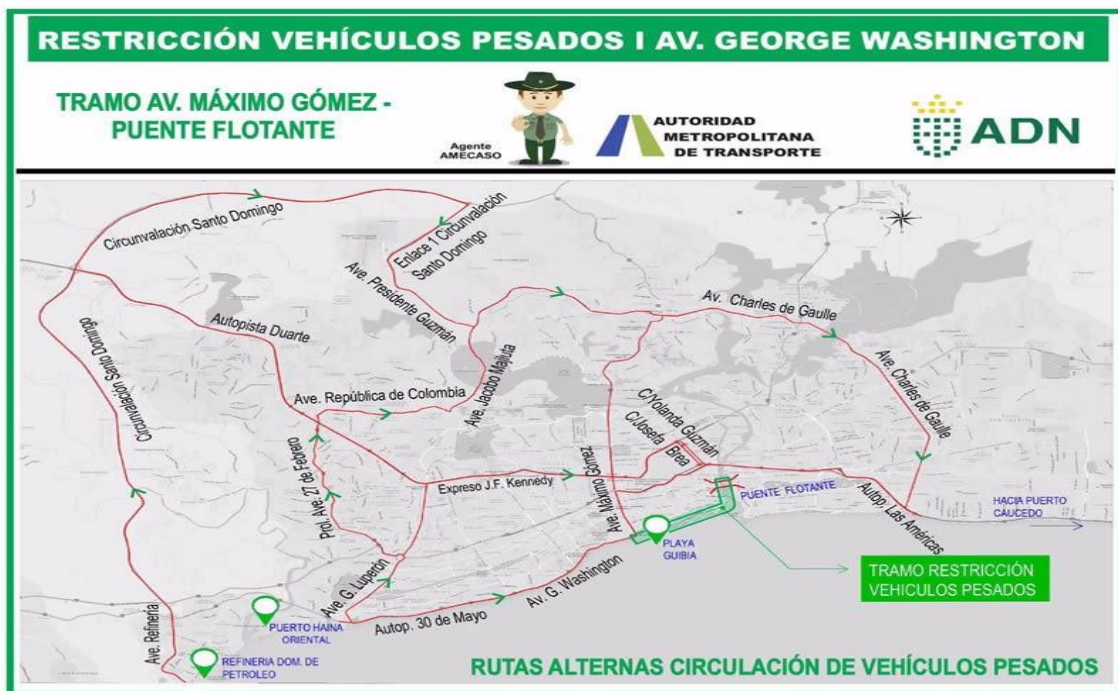 RESTRICCIÓN VEHÍCULOS PESADOS I AV. GEORGE WASHINGTON
TRAMO AV. MÁXIMO GÓMEZ -
PUENTE FLOTANTE
Agente
AMECASO
AUTORIDAD
METROPOLITANA
DE TRANSPORTE
ADN
Circunvalación Santo Domingo
Enlace 1 Circunvalación
Santo Domingo
Ave. Presidente Guzmán
Av. Charles de Gaulle
Autopista Duarte
Circunvalación Santo Domingo
Ave. República de Colombia
Ave. Jacobo Majluta
Ave. Charles de Gaulle
C/Yolanda Guzmán
C/Josefa Brea
Prol. Ave. 27 de Febrero
Expreso J.F. Kennedy
Ave. Máximo Gómez
PUENTE FLOTANTE
Autop. Las Américas
HACIA PUERTO
CAUCEDO
PLAYA
GUIBIA
Av. G. Washington
Ave. G. Luperón
TRAMO RESTRICCIÓN
VEHICULOS PESADOS
Autop. 30 de Mayo
PUERTO HAINA
ORIENTAL
Ave. Refinería
REFINERIA DOM. DE
PETROLEO
RUTAS ALTERNAS CIRCULACIÓN DE VEHÍCULOS PESADOS